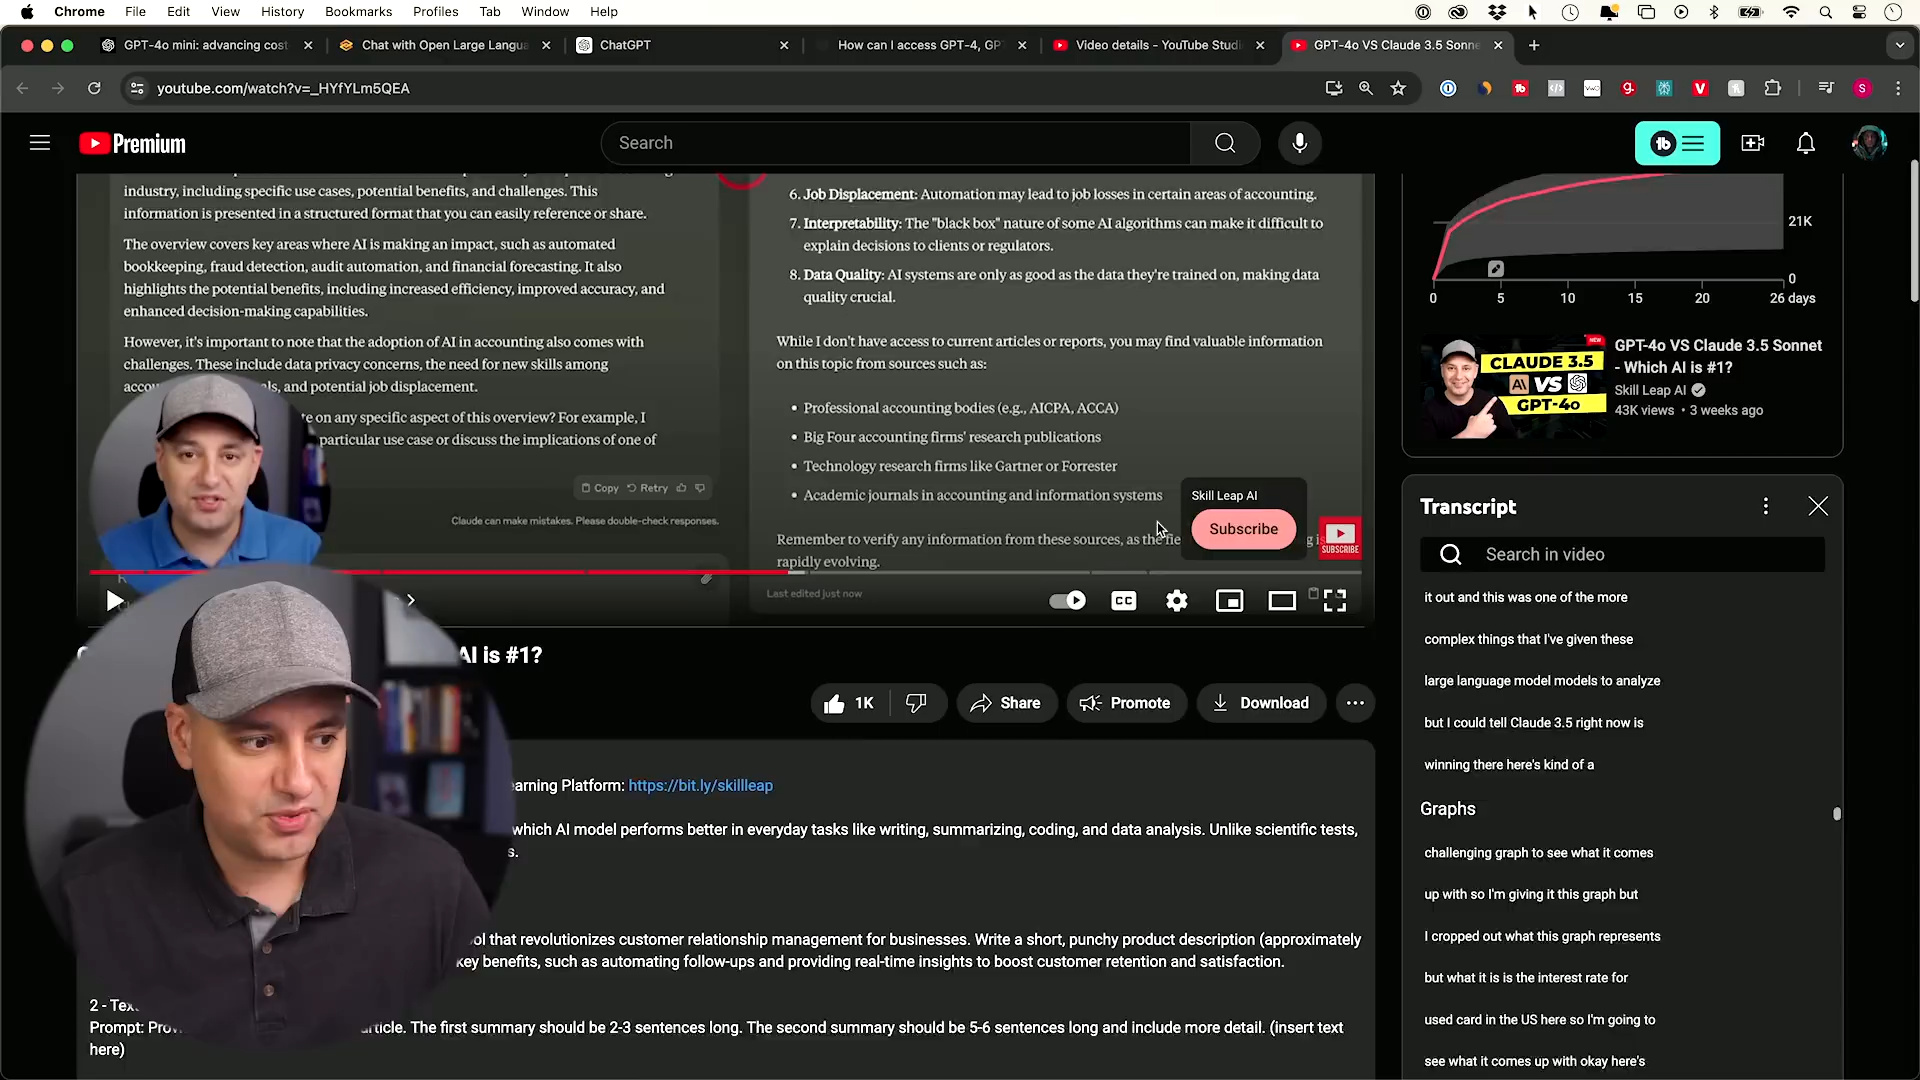 Chrome File Edit View History Bookmarks Profiles Tab Window Help
GPT-4o mini: advancing cost
Chat with Open Large Langua
ChatGPT
How can I access GPT-4, GP
Video details - YouTube Studi
GPT-4o VS Claude 3.5 Sonne
youtube.com/watch?v=_HYfYLm5QEA
Premium
Search
industry, including specific use cases, potential benefits, and challenges. This
information is presented in a structured format that you can easily reference or share.
The overview covers key areas where AI is making an impact, such as automated
bookkeeping, fraud detection, audit automation, and financial forecasting. It also
highlights the potential benefits, including increased efficiency, improved accuracy, and
enhanced decision-making capabilities.
However, it's important to note that the adoption of AI in accounting also comes with
challenges. These include data privacy concerns, the need for new skills among
and potential job displacement.
on any specific aspect of this overview? For example, I
particular use case or discuss the implications of one of
Copy Retry
Claude can make mistakes. Please double-check responses.
6. Job Displacement: Automation may lead to job losses in certain areas of accounting.
7. Interpretability: The "black box" nature of some AI algorithms can make it difficult to
explain decisions to clients or regulators.
8. Data Quality: AI systems are only as good as the data they're trained on, making data
quality crucial.
While I don't have access to current articles or reports, you may find valuable information
on this topic from sources such as:
• Professional accounting bodies (e.g., AICPA, ACCA)
• Big Four accounting firms' research publications
• Technology research firms like Gartner or Forrester
• Academic journals in accounting and information systems
Remember to verify any information from these sources, as the
rapidly evolving.
Last edited just now
Skill Leap AI
Subscribe
SUBSCRIBE
CC
AI is #1?
1K
Share
Promote
Download
earning Platform: https://bit.ly/skillleap
which AI model performs better in everyday tasks like writing, summarizing, coding, and data analysis. Unlike scientific tests,
s.
ol that revolutionizes customer relationship management for businesses. Write a short, punchy product description (approximately
key benefits, such as automating follow-ups and providing real-time insights to boost customer retention and satisfaction.
2 - Tex
Prompt: Prov
article. The first summary should be 2-3 sentences long. The second summary should be 5-6 sentences long and include more detail. (insert text
here)
21K
0
0 5 10 15 20 26 days
CLAUDE 3.5
AI VS
GPT-4o
NEW
GPT-4o VS Claude 3.5 Sonnet
- Which AI is #1?
Skill Leap AI
43K views • 3 weeks ago
Transcript
Search in video
it out and this was one of the more
complex things that I've given these
large language model models to analyze
but I could tell Claude 3.5 right now is
winning there here's kind of a
Graphs
challenging graph to see what it comes
up with so I'm giving it this graph but
I cropped out what this graph represents
but what it is is the interest rate for
used card in the US here so I'm going to
see what it comes up with okay here's